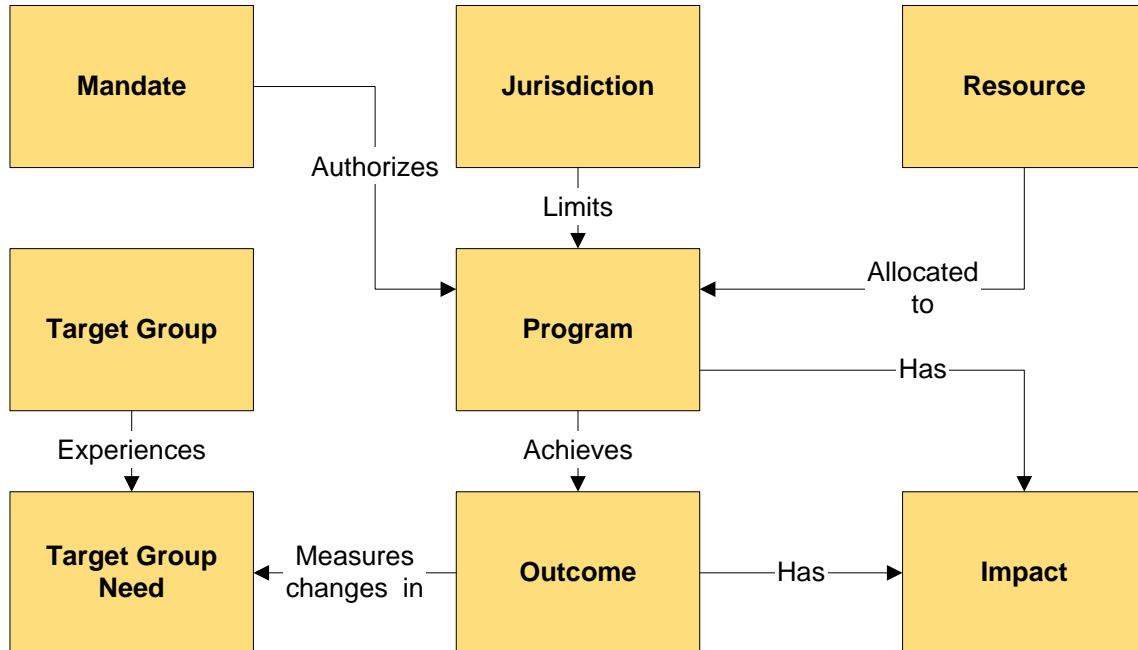 Mandate
Jurisdiction
Resource
Authorizes
Limits
Allocated
to
Target Group
Program
Has
Experiences
Achieves
Target Group
Need
Measures
changes in
Outcome
Has
Impact